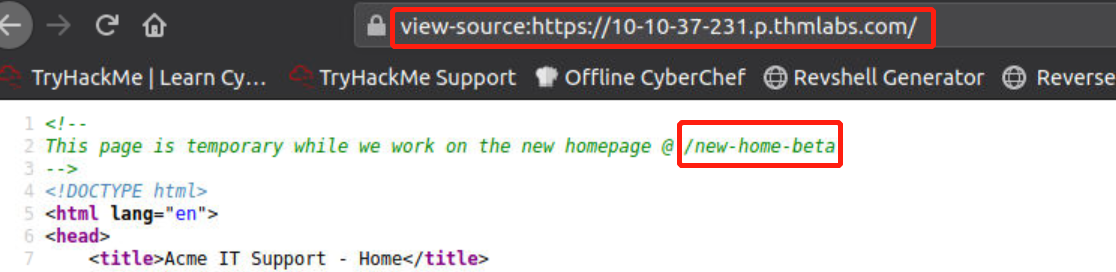 view-source:https://10-10-37-231.p.thmlabs.com/
TryHackMe | Learn Cy... TryHackMe Support Offline CyberChef Revshell Generator Reverse
1 <!--
2 This page is temporary while we work on the new homepage @ /new-home-beta
3 -->
4 <!DOCTYPE html>
5 <html lang="en">
6 <head>
7 <title>Acme IT Support - Home</title>